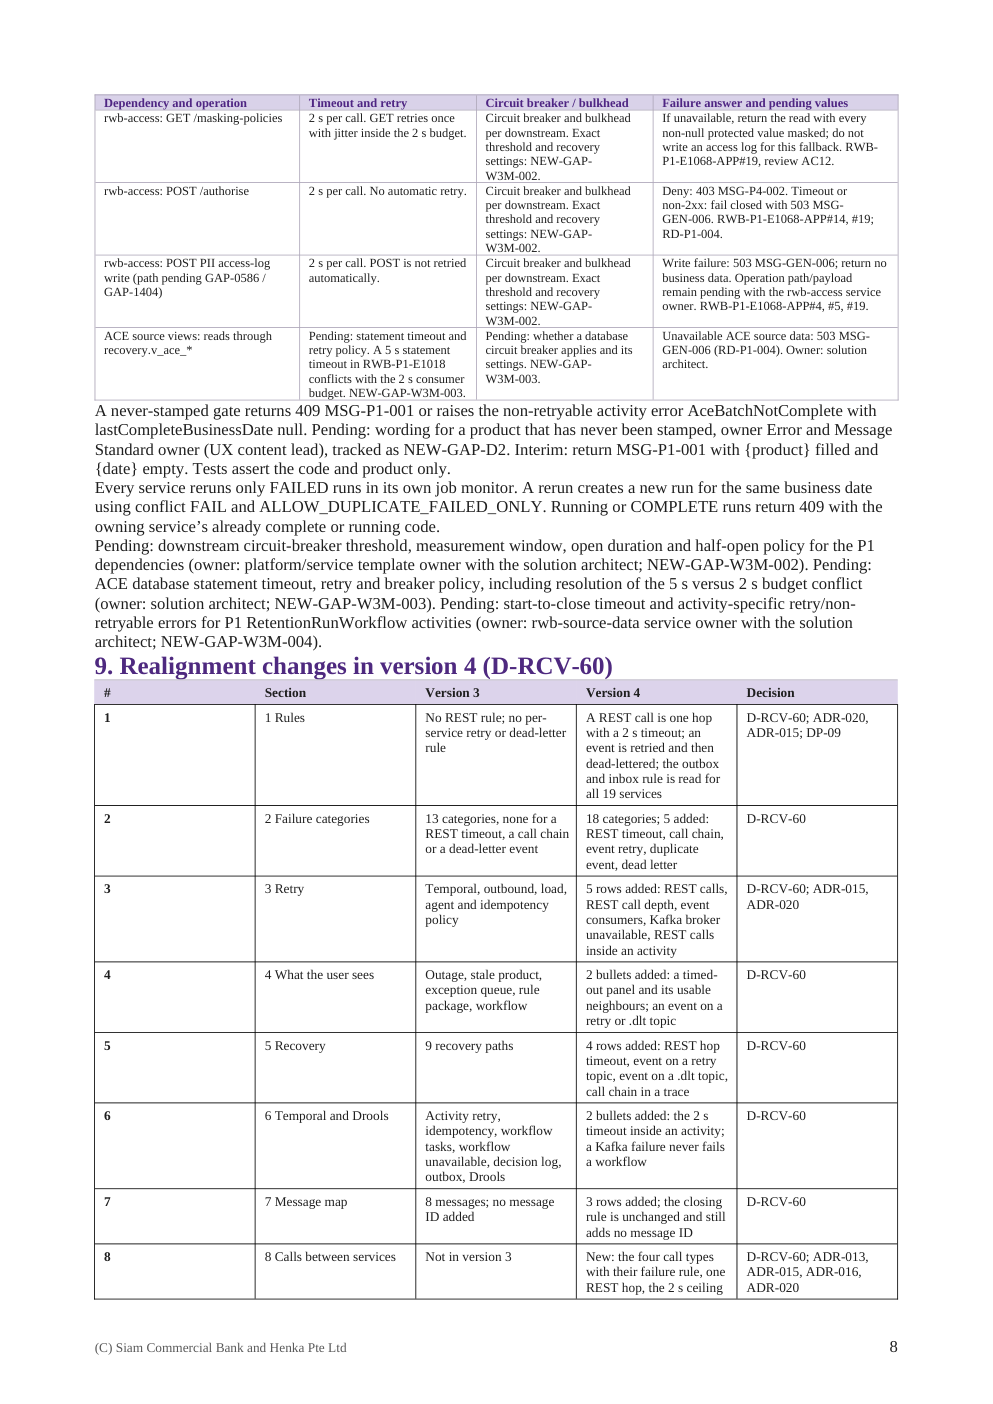 Dependency and operation
Timeout and retry
Circuit breaker / bulkhead
Failure answer and pending values
rwb-access: GET /masking-policies
2 s per call. GET retries once
with jitter inside the 2 s budget.
Circuit breaker and bulkhead
per downstream. Exact
threshold and recovery
settings: NEW-GAP-
W3M-002.
If unavailable, return the read with every
non-null protected value masked; do not
write an access log for this fallback. RWB-
P1-E1068-APP#19, review AC12.
rwb-access: POST /authorise
2 s per call. No automatic retry.
Circuit breaker and bulkhead
per downstream. Exact
threshold and recovery
settings: NEW-GAP-
W3M-002.
Deny: 403 MSG-P4-002. Timeout or
non-2xx: fail closed with 503 MSG-
GEN-006. RWB-P1-E1068-APP#14, #19;
RD-P1-004.
rwb-access: POST PII access-log
write (path pending GAP-0586 /
GAP-1404)
2 s per call. POST is not retried
automatically.
Circuit breaker and bulkhead
per downstream. Exact
threshold and recovery
settings: NEW-GAP-
W3M-002.
Write failure: 503 MSG-GEN-006; return no
business data. Operation path/payload
remain pending with the rwb-access service
owner. RWB-P1-E1068-APP#4, #5, #19.
ACE source views: reads through
recovery.v_ace_*
Pending: statement timeout and
retry policy. A 5 s statement
timeout in RWB-P1-E1018
conflicts with the 2 s consumer
budget. NEW-GAP-W3M-003.
Pending: whether a database
circuit breaker applies and its
settings. NEW-GAP-
W3M-003.
Unavailable ACE source data: 503 MSG-
GEN-006 (RD-P1-004). Owner: solution
architect.
A never-stamped gate returns 409 MSG-P1-001 or raises the non-retryable activity error AceBatchNotComplete with
lastCompleteBusinessDate null. Pending: wording for a product that has never been stamped, owner Error and Message
Standard owner (UX content lead), tracked as NEW-GAP-D2. Interim: return MSG-P1-001 with {product} filled and
{date} empty. Tests assert the code and product only.
Every service reruns only FAILED runs in its own job monitor. A rerun creates a new run for the same business date
using conflict FAIL and ALLOW_DUPLICATE_FAILED_ONLY. Running or COMPLETE runs return 409 with the
owning service’s already complete or running code.
Pending: downstream circuit-breaker threshold, measurement window, open duration and half-open policy for the P1
dependencies (owner: platform/service template owner with the solution architect; NEW-GAP-W3M-002). Pending:
ACE database statement timeout, retry and breaker policy, including resolution of the 5 s versus 2 s budget conflict
(owner: solution architect; NEW-GAP-W3M-003). Pending: start-to-close timeout and activity-specific retry/non-
retryable errors for P1 RetentionRunWorkflow activities (owner: rwb-source-data service owner with the solution
architect; NEW-GAP-W3M-004).
9. Realignment changes in version 4 (D-RCV-60)
#
Section
Version 3
Version 4
Decision
1
1 Rules
No REST rule; no per-
service retry or dead-letter
rule
A REST call is one hop
with a 2 s timeout; an
event is retried and then
dead-lettered; the outbox
and inbox rule is read for
all 19 services
D-RCV-60; ADR-020,
ADR-015; DP-09
2
2 Failure categories
13 categories, none for a
REST timeout, a call chain
or a dead-letter event
18 categories; 5 added:
REST timeout, call chain,
event retry, duplicate
event, dead letter
D-RCV-60
3
3 Retry
Temporal, outbound, load,
agent and idempotency
policy
5 rows added: REST calls,
REST call depth, event
consumers, Kafka broker
unavailable, REST calls
inside an activity
D-RCV-60; ADR-015,
ADR-020
4
4 What the user sees
Outage, stale product,
exception queue, rule
package, workflow
2 bullets added: a timed-
out panel and its usable
neighbours; an event on a
retry or .dlt topic
D-RCV-60
5
5 Recovery
9 recovery paths
4 rows added: REST hop
timeout, event on a retry
topic, event on a .dlt topic,
call chain in a trace
D-RCV-60
6
6 Temporal and Drools
Activity retry,
idempotency, workflow
tasks, workflow
unavailable, decision log,
outbox, Drools
2 bullets added: the 2 s
timeout inside an activity;
a Kafka failure never fails
a workflow
D-RCV-60
7
7 Message map
8 messages; no message
ID added
3 rows added; the closing
rule is unchanged and still
adds no message ID
D-RCV-60
8
8 Calls between services
Not in version 3
New: the four call types
with their failure rule, one
REST hop, the 2 s ceiling
D-RCV-60; ADR-013,
ADR-015, ADR-016,
ADR-020
(C) Siam Commercial Bank and Henka Pte Ltd
8